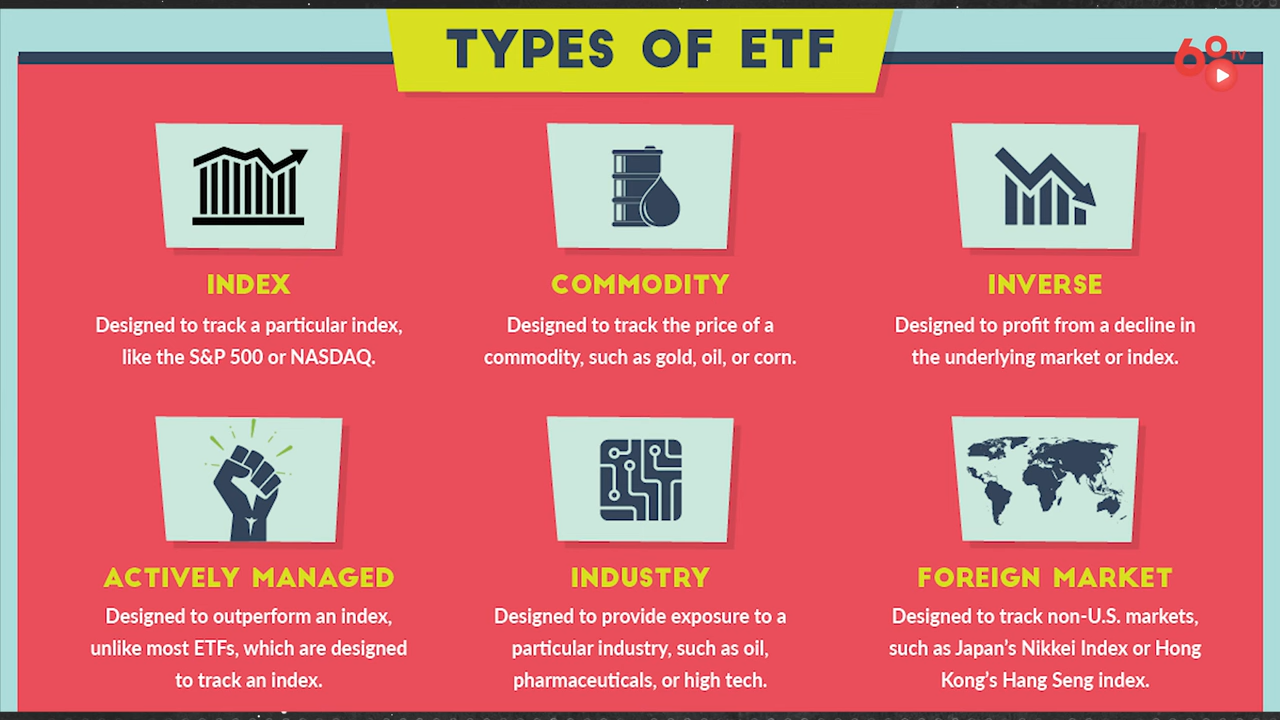 TYPES OF ETF
6°
TV
INDEX
Designed to track a particular index,
like the S&P 500 or NASDAQ.
COMMODITY
Designed to track the price of a
commodity, such as gold, oil, or corn.
INVERSE
Designed to profit from a decline in
the underlying market or index.
ACTIVELY MANAGED
Designed to outperform an index,
unlike most ETFs, which are designed
to track an index.
INDUSTRY
Designed to provide exposure to a
particular industry, such as oil,
pharmaceuticals, or high tech.
FOREIGN MARKET
Designed to track non-U.S. markets,
such as Japan’s Nikkei Index or Hong
Kong’s Hang Seng index.